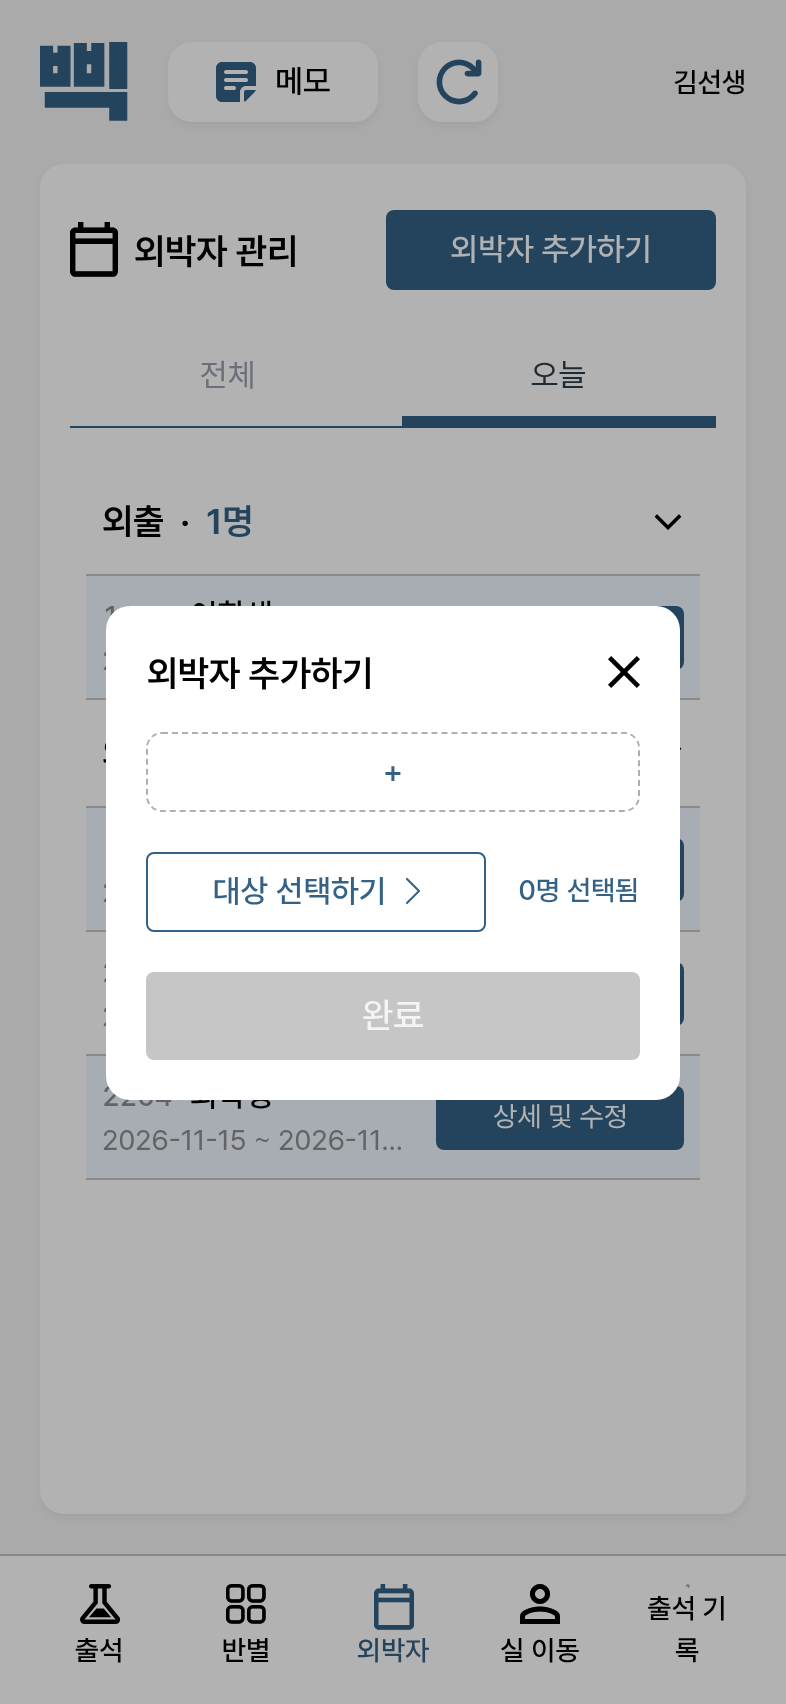 삑
메모
김선생
외박자 관리
외박자 추가하기
전체
오늘
외출 · 1명
외박자 추가하기
+
대상 선택하기
0명 선택됨
완료
상세 및 수정
2026-11-15 ~ 2026-11...
출석
반별
외박자
실 이동
출석 기
록